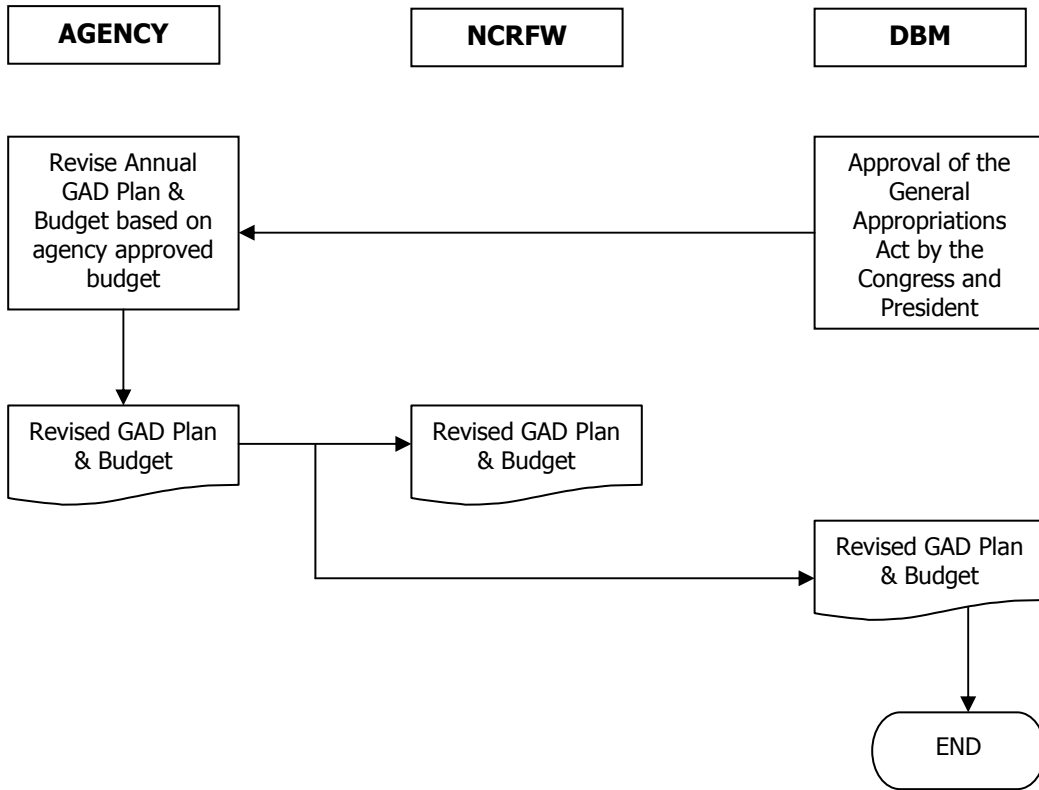 AGENCY
NCRFW
DBM
Revise Annual
GAD Plan &
Budget based on
agency approved
budget
Approval of the
General
Appropriations
Act by the
Congress and
President
Revised GAD Plan
& Budget
Revised GAD Plan
& Budget
Revised GAD Plan
& Budget
END